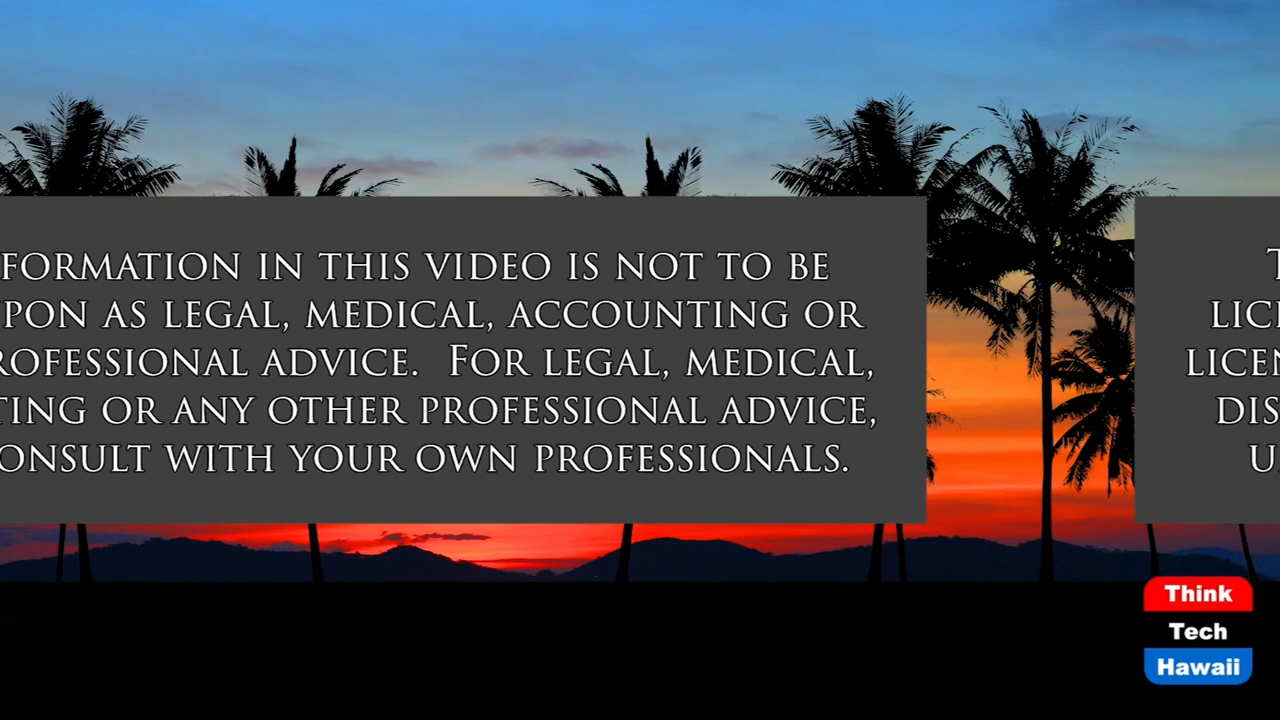 FORMATION IN THIS VIDEO IS NOT TO BE
PON AS LEGAL, MEDICAL, ACCOUNTING OR
ROFESSIONAL ADVICE. FOR LEGAL, MEDICAL,
TING OR ANY OTHER PROFESSIONAL ADVICE,
ONSULT WITH YOUR OWN PROFESSIONALS.
T
LICE
LICEN
DIS
U
Think
Tech
Hawaii